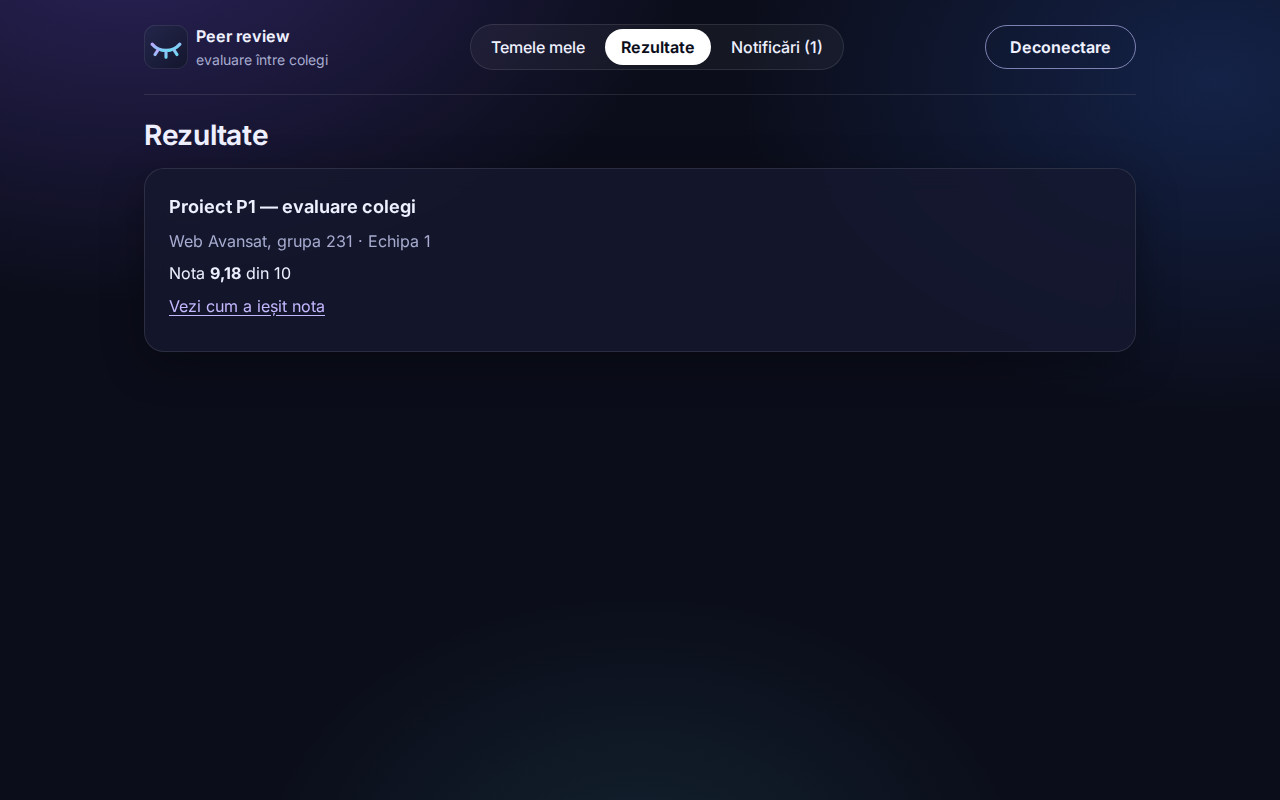 Peer review
evaluare între colegi
Temele mele
Rezultate
Notificări (1)
Deconectare
Rezultate
Proiect P1 — evaluare colegi
Web Avansat, grupa 231 · Echipa 1
Nota 9,18 din 10
Vezi cum a ieșit nota